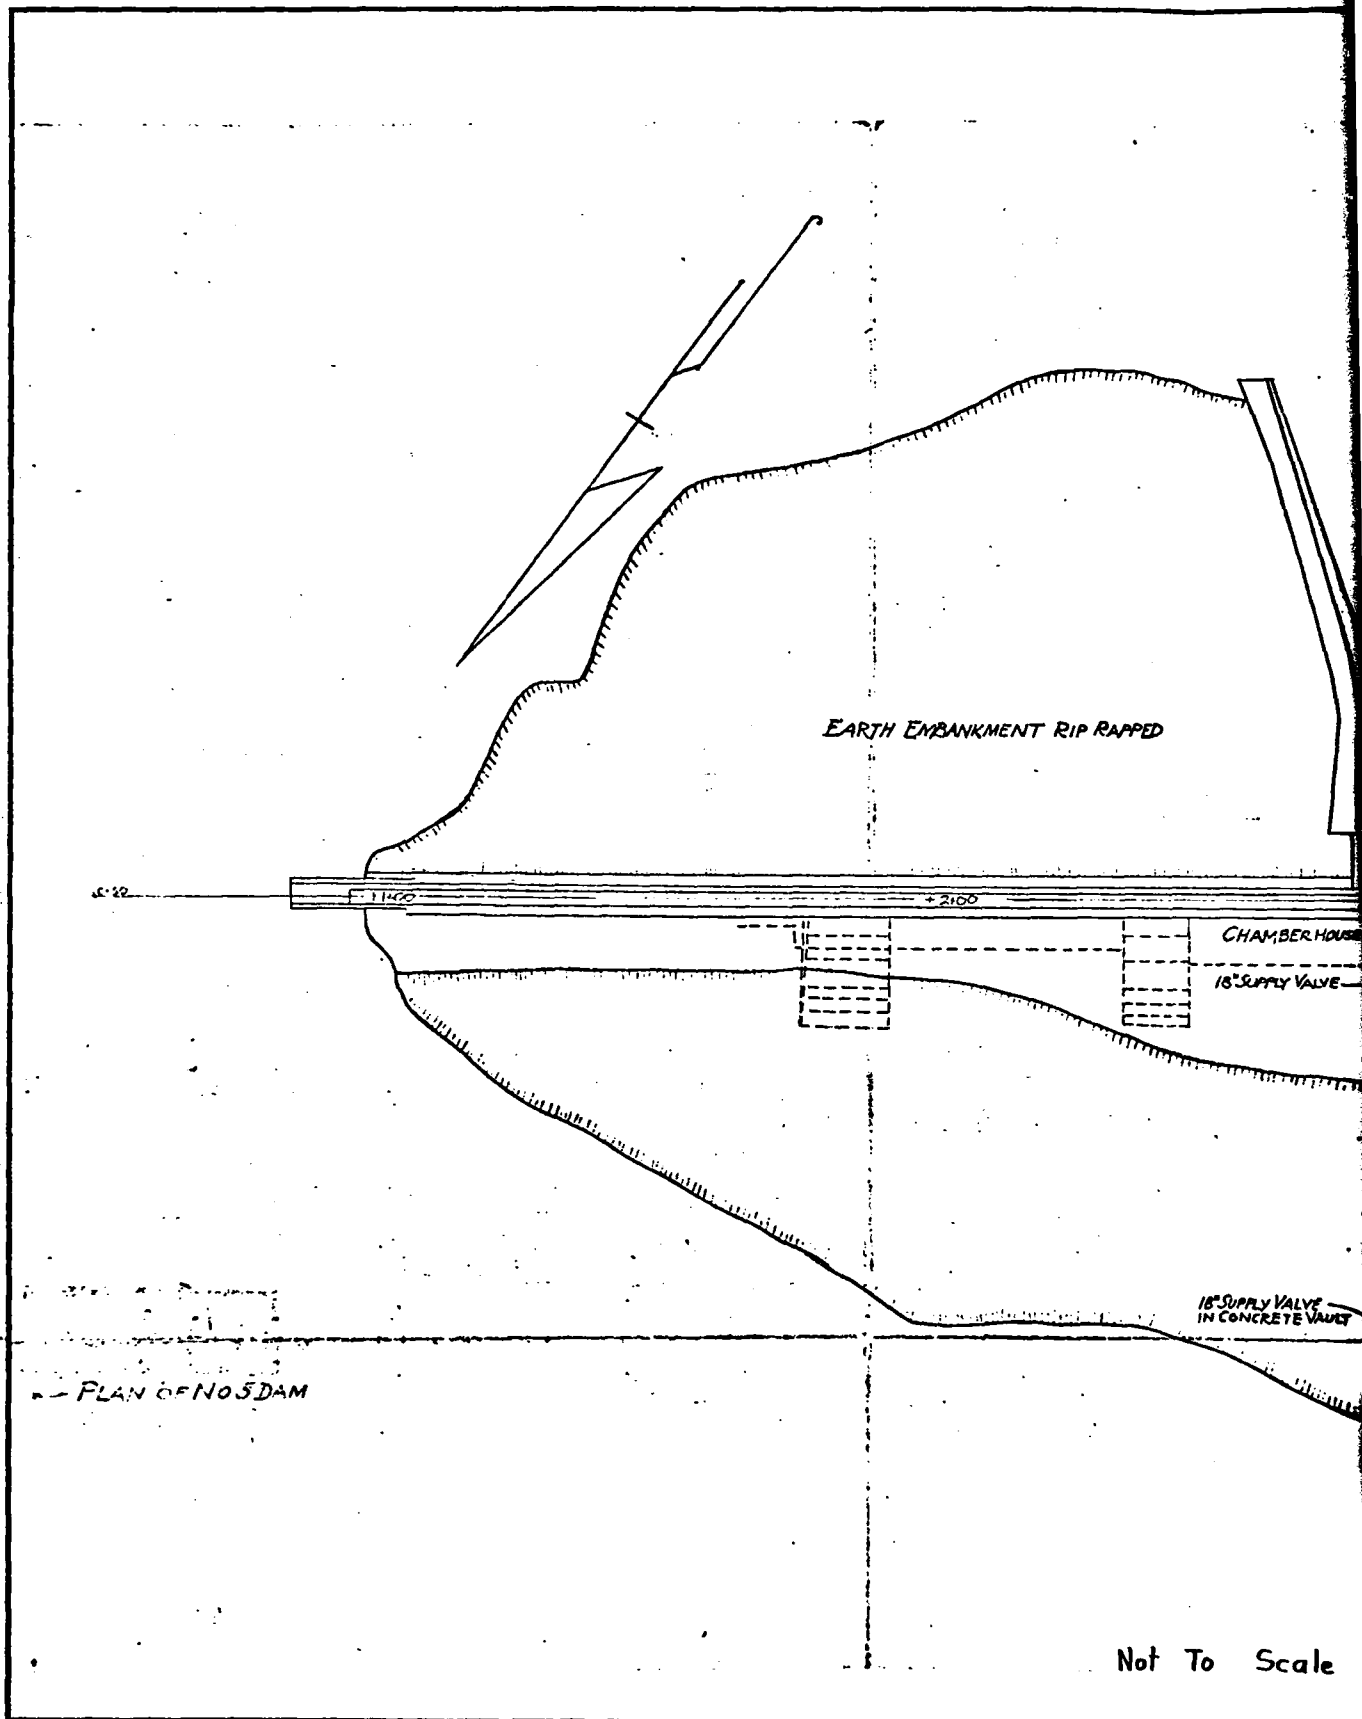 EARTH EMBANKMENT RIP RAPPED
1+00
+2+00
CHAMBER HOUSE
18" SUPPLY VALVE
18" SUPPLY VALVE
IN CONCRETE VAULT
PLAN OF NO 5 DAM
Not To Scale